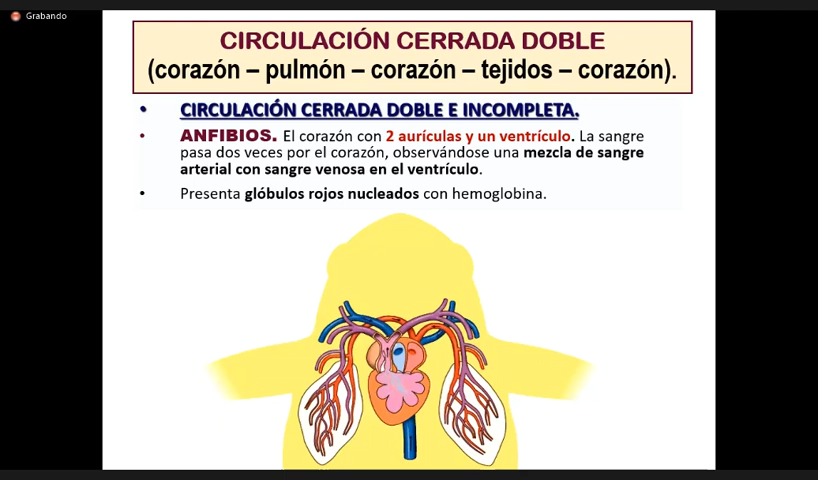 Grabando
CIRCULACIÓN CERRADA DOBLE
(corazón – pulmón – corazón – tejidos – corazón).
• CIRCULACIÓN CERRADA DOBLE E INCOMPLETA.
• ANFIBIOS. El corazón con 2 aurículas y un ventrículo. La sangre
pasa dos veces por el corazón, observándose una mezcla de sangre
arterial con sangre venosa en el ventrículo.
• Presenta glóbulos rojos nucleados con hemoglobina.